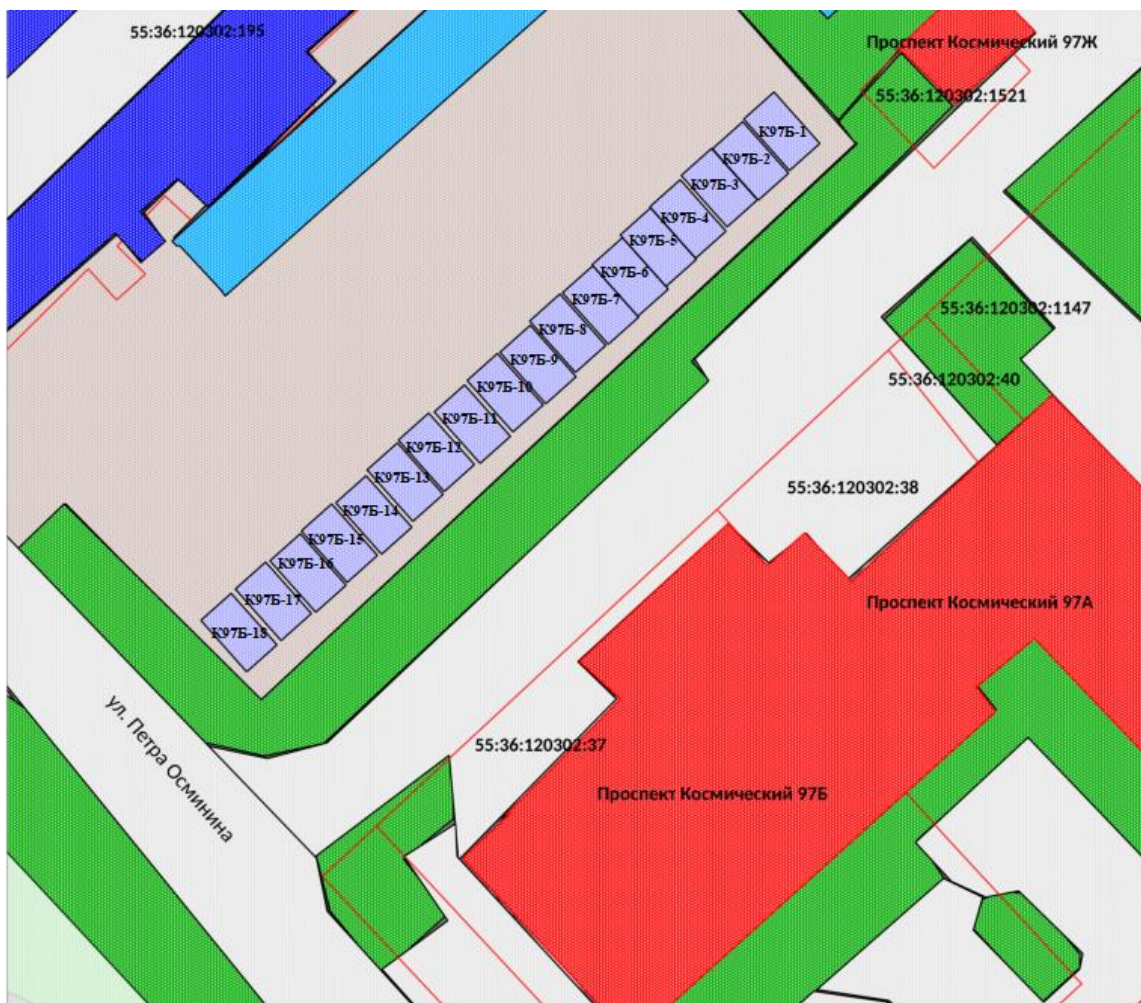 55:36:120302:195
Проспект Космический 97Ж
55:36:120302:1521
К97Б-1
К97Б-2
К97Б-3
К97Б-4
К97Б-5
К97Б-6
К97Б-7
К97Б-8
К97Б-9
К97Б-10
К97Б-11
К97Б-12
К97Б-13
К97Б-14
К97Б-15
К97Б-16
К97Б-17
К97Б-18
55:36:120302:1147
55:36:120302:40
55:36:120302:38
Проспект Космический 97А
ул. Петра Осминина
55:36:120302:37
Проспект Космический 97Б